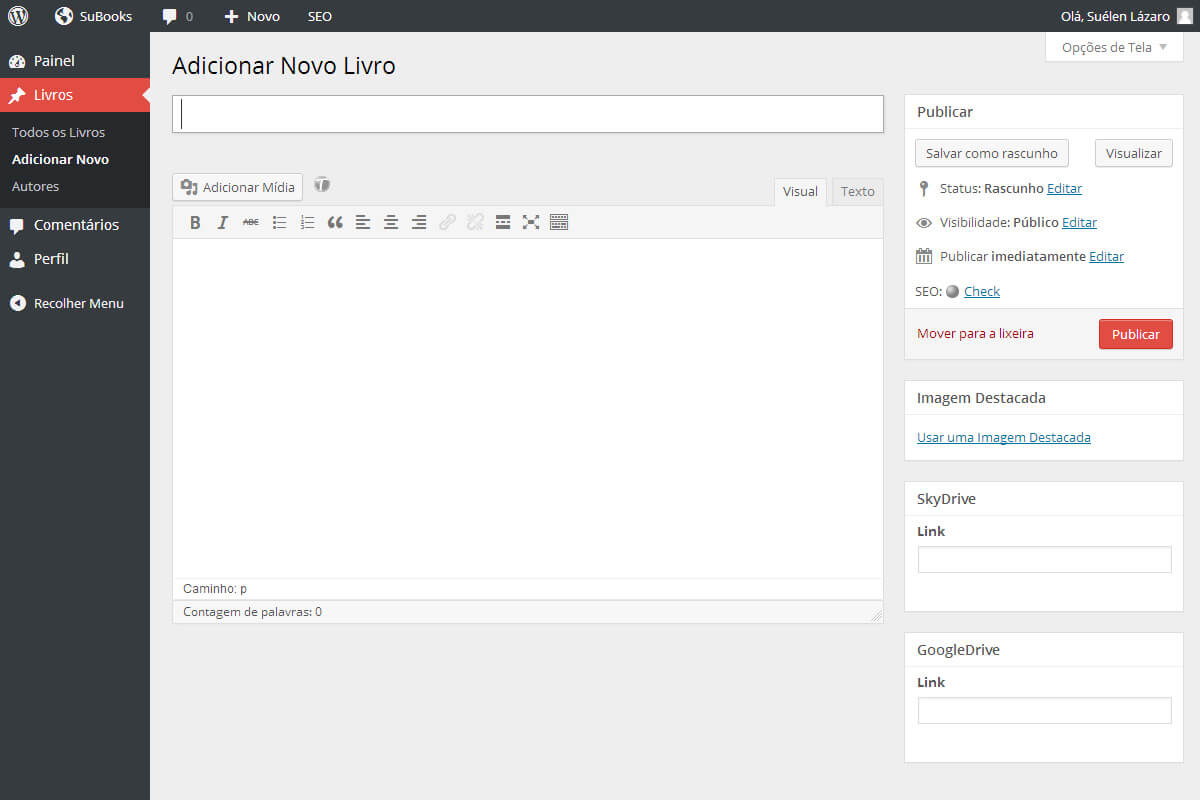 SuBooks 0 Novo SEO Olá, Suélen Lázaro
Opções de Tela
Painel
Livros
Todos os Livros
Adicionar Novo
Autores
Comentários
Perfil
Recolher Menu
Adicionar Novo Livro
Adicionar Mídia
Visual Texto
B I ABC
Caminho: p
Contagem de palavras: 0
Publicar
Salvar como rascunho Visualizar
Status: Rascunho Editar
Visibilidade: Público Editar
Publicar imediatamente Editar
SEO: Check
Mover para a lixeira Publicar
Imagem Destacada
Usar uma Imagem Destacada
SkyDrive
Link
GoogleDrive
Link